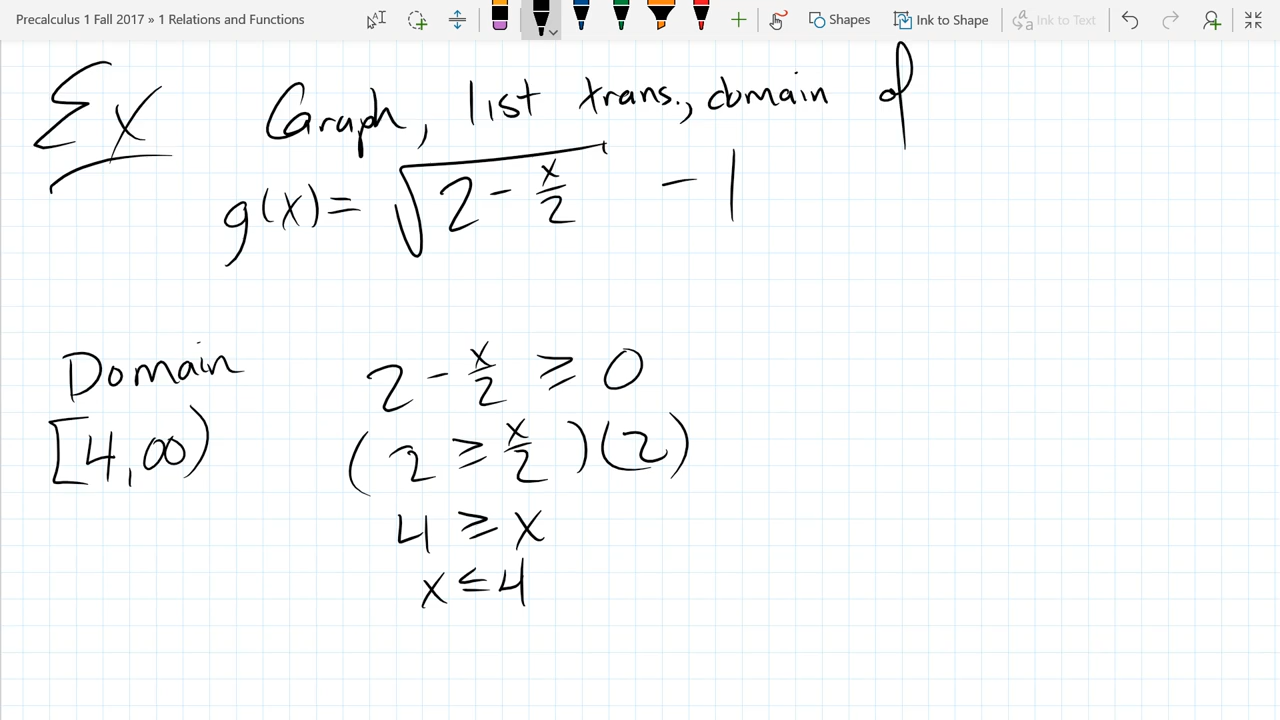 Precalculus 1 Fall 2017 » 1 Relations and Functions
Shapes
Ink to Shape
Ink to Text
Ex Graph, list trans., domain of
g(x) = √(2 - x/2) - 1
Domain 2 - x/2 ≥ 0
[4,∞) (2 ≥ x/2)(2)
4 ≥ x
x ≤ 4